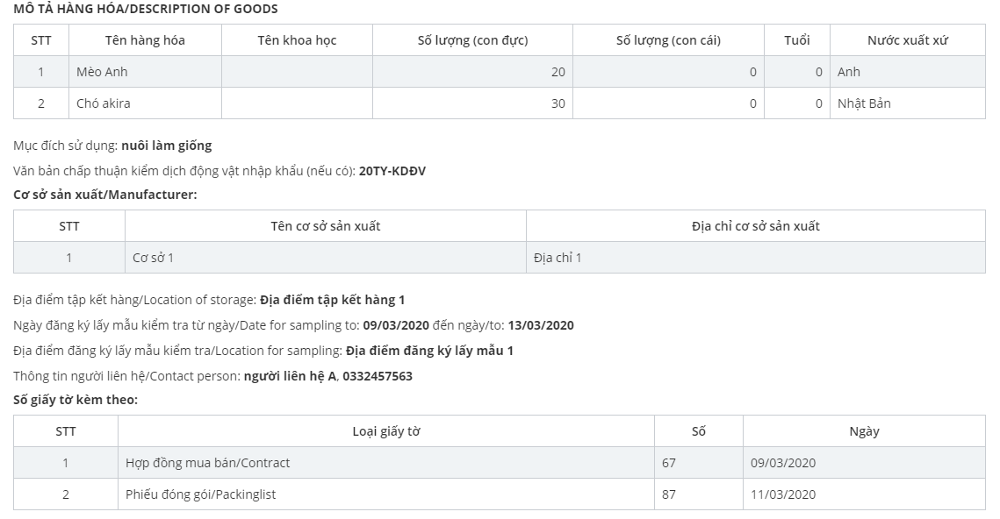 MÔ TẢ HÀNG HÓA/DESCRIPTION OF GOODS
STT Tên hàng hóa Tên khoa học Số lượng (con đực) Số lượng (con cái) Tuổi Nước xuất xứ
1 Mèo Anh 20 0 0 Anh
2 Chó akira 30 0 0 Nhật Bản
Mục đích sử dụng: nuôi làm giống
Văn bản chấp thuận kiểm dịch động vật nhập khẩu (nếu có): 20TY-KDĐV
Cơ sở sản xuất/Manufacturer:
STT Tên cơ sở sản xuất Địa chỉ cơ sở sản xuất
1 Cơ sở 1 Địa chỉ 1
Địa điểm tập kết hàng/Location of storage: Địa điểm tập kết hàng 1
Ngày đăng ký lấy mẫu kiểm tra từ ngày/Date for sampling to: 09/03/2020 đến ngày/to: 13/03/2020
Địa điểm đăng ký lấy mẫu kiểm tra/Location for sampling: Địa điểm đăng ký lấy mẫu 1
Thông tin người liên hệ/Contact person: người liên hệ A, 0332457563
Số giấy tờ kèm theo:
STT Loại giấy tờ Số Ngày
1 Hợp đồng mua bán/Contract 67 09/03/2020
2 Phiếu đóng gói/Packinglist 87 11/03/2020